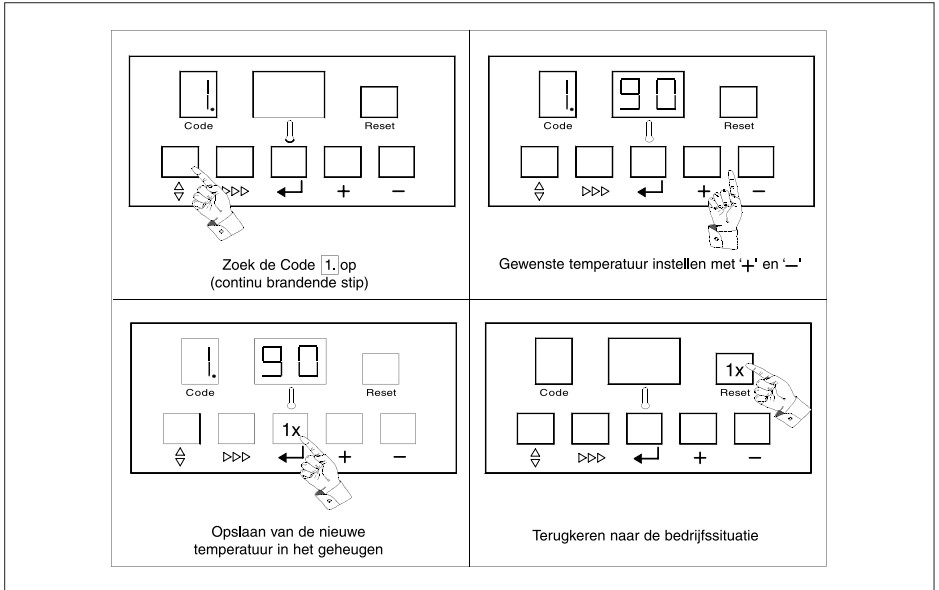 1.
Code
Reset
▷▷▷
+
−
Zoek de Code 1. op
(continu brandende stip)
1.
90
Code
Reset
▷▷▷
+
−
Gewenste temperatuur instellen met '+' en '−'
1.
90
Code
Reset
1x
▷▷▷
+
−
Opslaan van de nieuwe
temperatuur in het geheugen
1x
Code
Reset
▷▷▷
+
−
Terugkeren naar de bedrijfssituatie